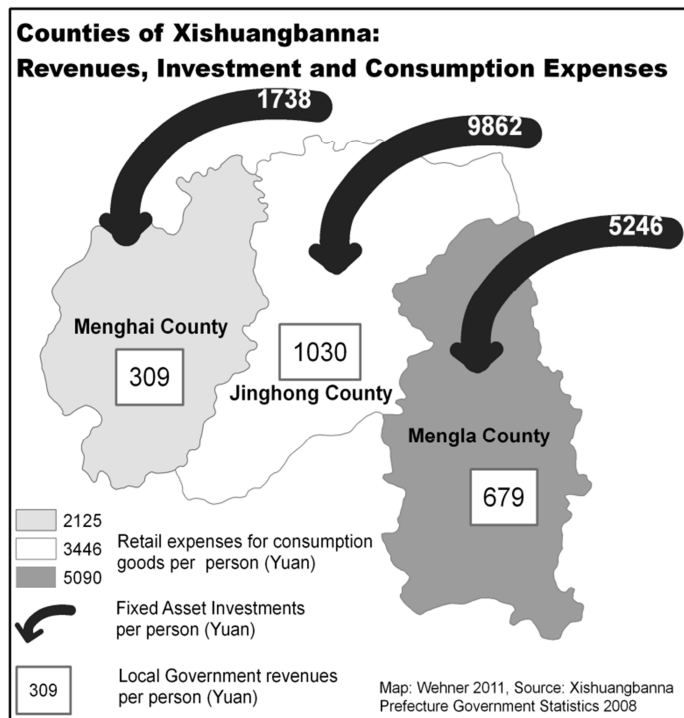 Counties of Xishuangbanna:
Revenues, Investment and Consumption Expenses
1738
9862
5246
Menghai County
309
1030
Jinghong County
Mengla County
679
2125
3446
5090
Retail expenses for consumption
goods per person (Yuan)
Fixed Asset Investments
per person (Yuan)
309
Local Government revenues
per person (Yuan)
Map: Wehner 2011, Source: Xishuangbanna
Prefecture Government Statistics 2008